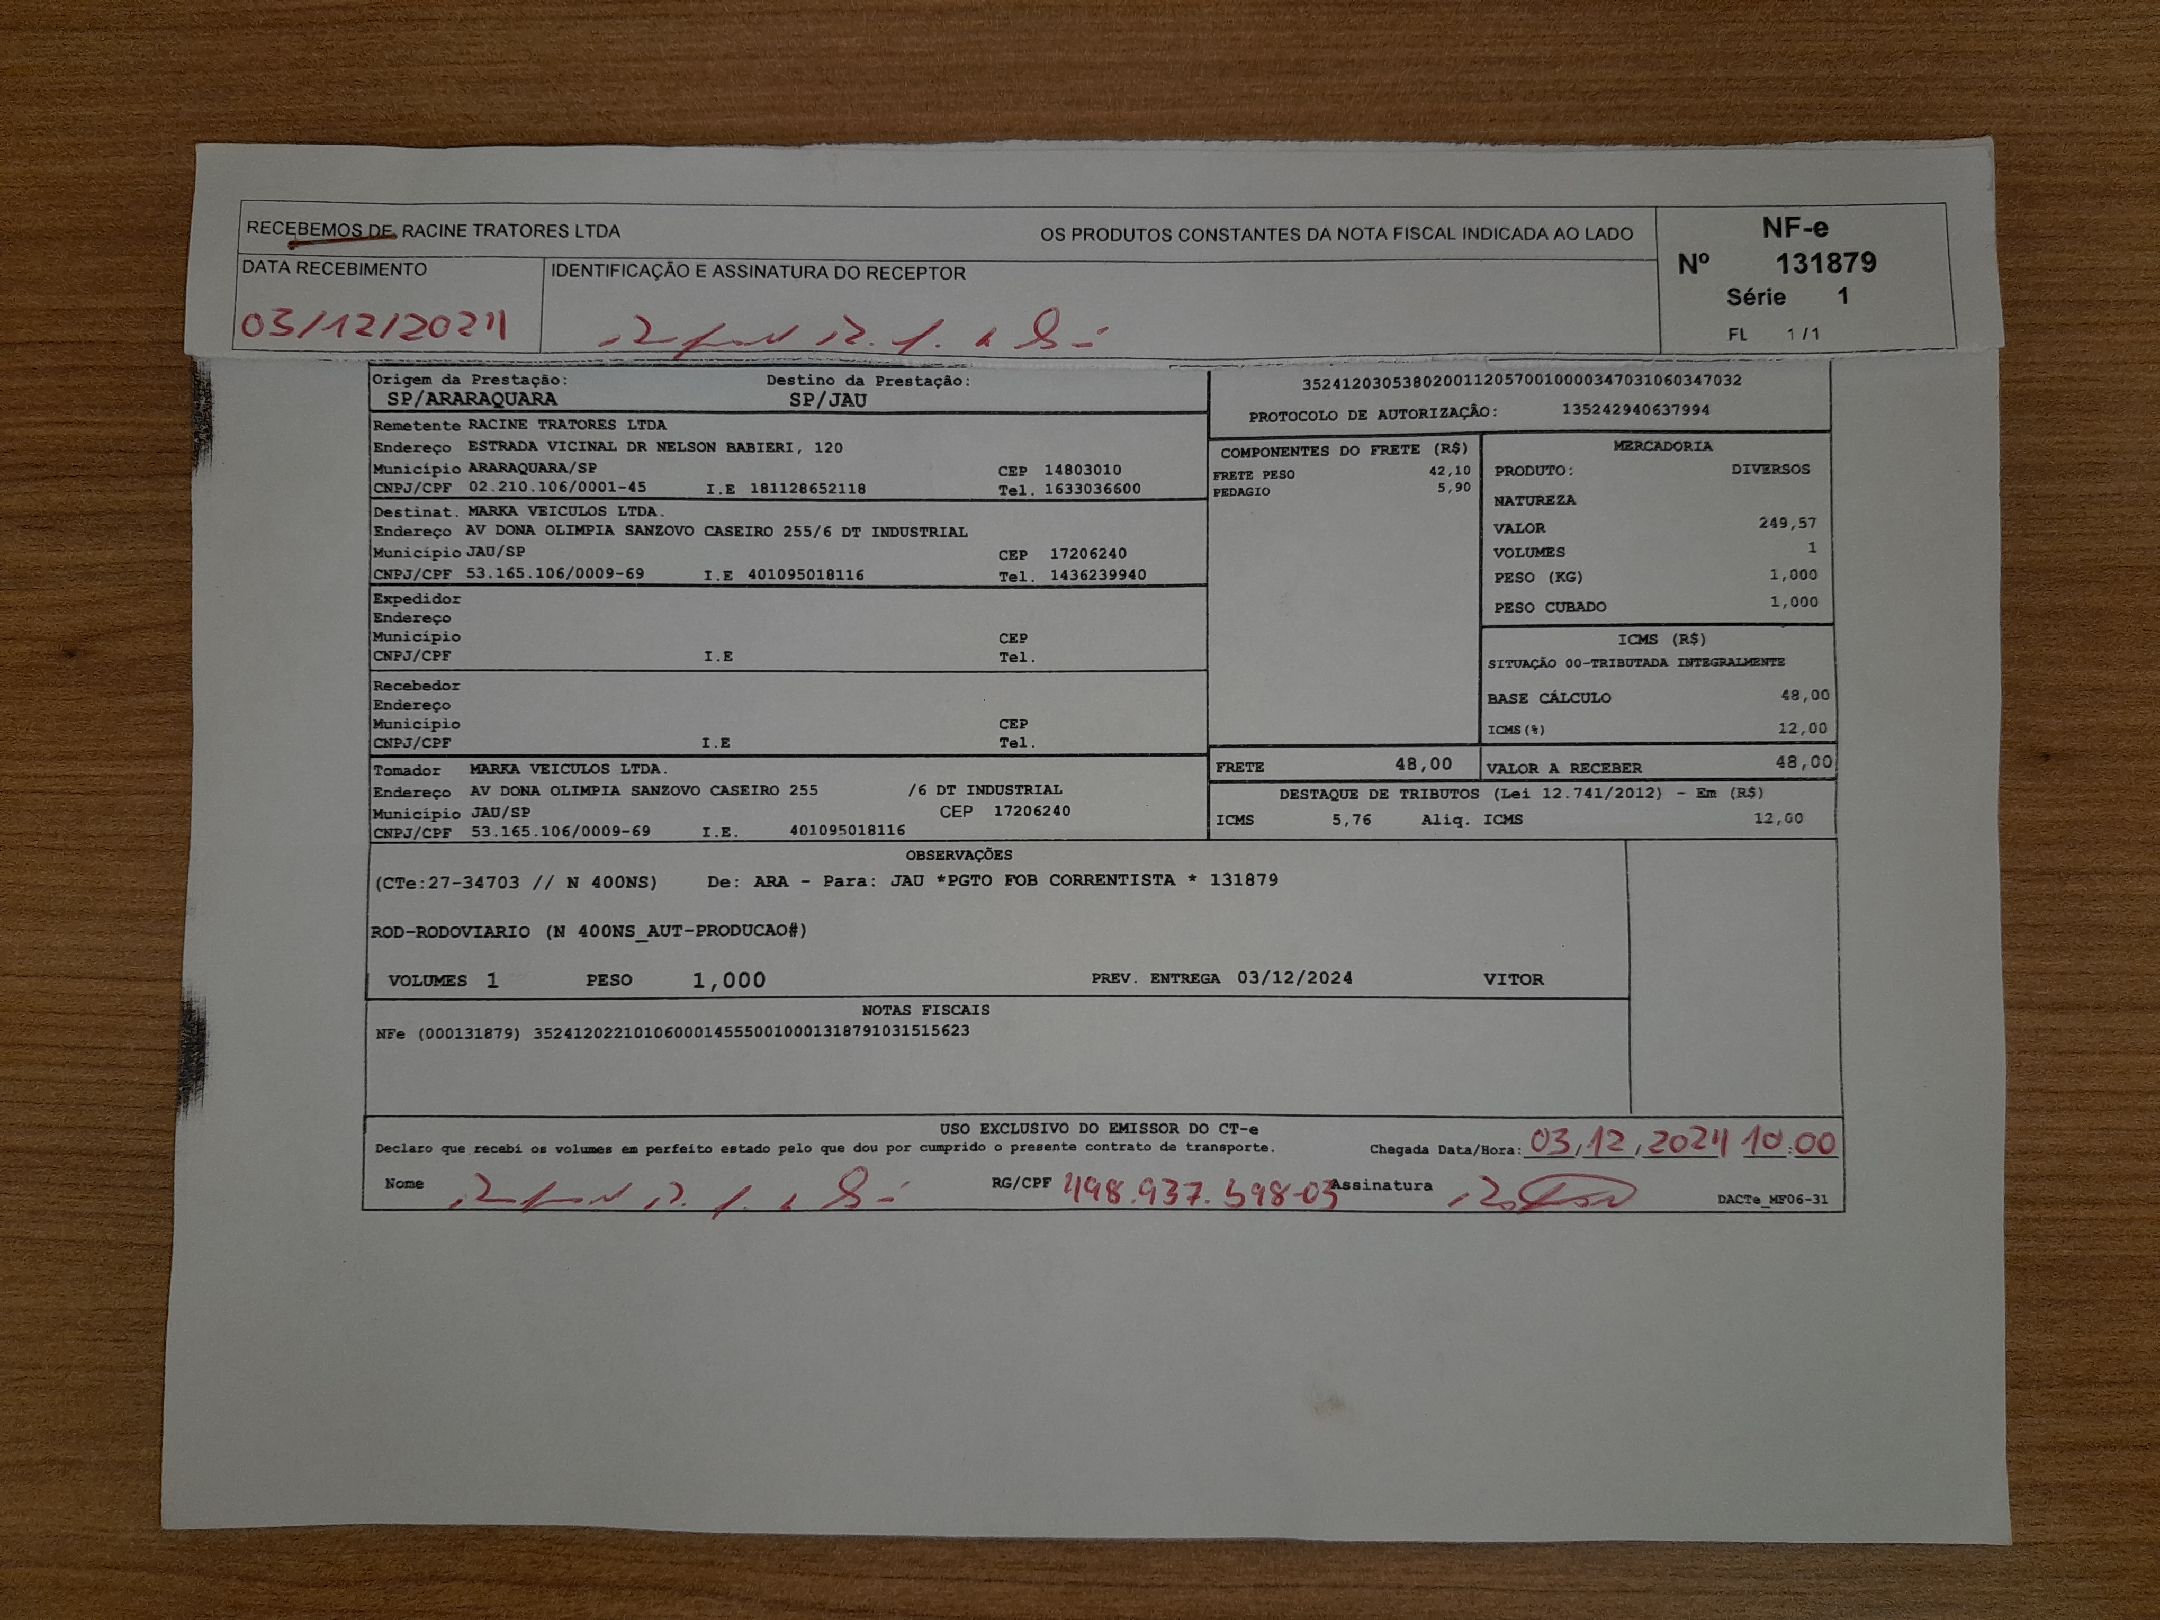 RECEBEMOS DE RACINE TRATORES LTDA OS PRODUTOS CONSTANTES DA NOTA FISCAL INDICADA AO LADO
NF-e
Nº 131879
Série 1
FL 1 / 1
DATA RECEBIMENTO IDENTIFICAÇÃO E ASSINATURA DO RECEPTOR
03/12/2024
Origem da Prestação: Destino da Prestação:
SP/ARARAQUARA SP/JAU
35241203053802001120570010000347031060347032
PROTOCOLO DE AUTORIZAÇÃO: 135242940637994
Remetente RACINE TRATORES LTDA
Endereço ESTRADA VICINAL DR NELSON BABIERI, 120
Município ARARAQUARA/SP CEP 14803010
CNPJ/CPF 02.210.106/0001-45 I.E 181128652118 Tel. 1633036600
Destinat. MARKA VEICULOS LTDA.
Endereço AV DONA OLIMPIA SANZOVO CASEIRO 255/6 DT INDUSTRIAL
Município JAU/SP CEP 17206240
CNPJ/CPF 53.165.106/0009-69 I.E 401095018116 Tel. 1436239940
Expedidor
Endereço
Município CEP
CNPJ/CPF I.E Tel.
Recebedor
Endereço
Município CEP
CNPJ/CPF I.E Tel.
Tomador MARKA VEICULOS LTDA.
Endereço AV DONA OLIMPIA SANZOVO CASEIRO 255 /6 DT INDUSTRIAL
Município JAU/SP CEP 17206240
CNPJ/CPF 53.165.106/0009-69 I.E. 401095018116
COMPONENTES DO FRETE (R$)
FRETE PESO 42,10
PEDAGIO 5,90
MERCADORIA
PRODUTO: DIVERSOS
NATUREZA
VALOR 249,57
VOLUMES 1
PESO (KG) 1,000
PESO CUBADO 1,000
ICMS (R$)
SITUAÇÃO 00-TRIBUTADA INTEGRALMENTE
BASE CÁLCULO 48,00
ICMS(%) 12,00
FRETE 48,00 VALOR A RECEBER 48,00
DESTAQUE DE TRIBUTOS (Lei 12.741/2012) - Em (R$)
ICMS 5,76 Aliq. ICMS 12,00
OBSERVAÇÕES
(CTe:27-34703 // N 400NS) De: ARA - Para: JAU *PGTO FOB CORRENTISTA * 131879
ROD-RODOVIARIO (N 400NS_AUT-PRODUCAO#)
VOLUMES 1 PESO 1,000 PREV. ENTREGA 03/12/2024 VITOR
NOTAS FISCAIS
NFe (000131879) 35241202210106000145550010001318791031515623
USO EXCLUSIVO DO EMISSOR DO CT-e
Declaro que recebi os volumes em perfeito estado pelo que dou por cumprido o presente contrato de transporte. Chegada Data/Hora: 03/12/2024 10:00
Nome RG/CPF 498.937.598-03 Assinatura
DACTe_MF06-31